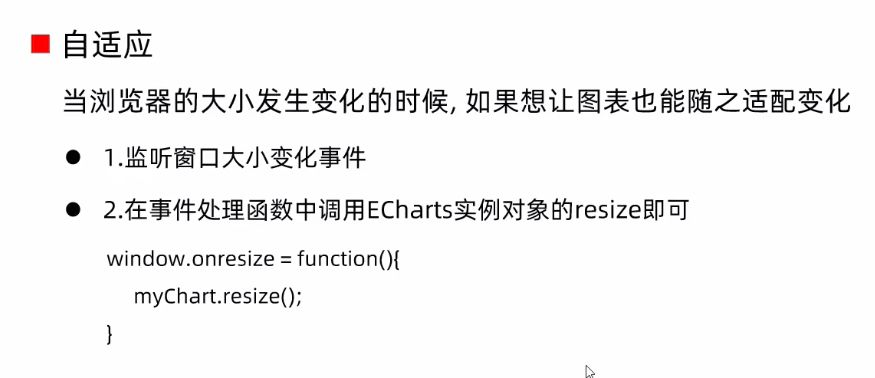 自适应
当浏览器的大小发生变化的时候, 如果想让图表也能随之适配变化
1.监听窗口大小变化事件
2.在事件处理函数中调用ECharts实例对象的resize即可
window.onresize = function(){
myChart.resize();
}